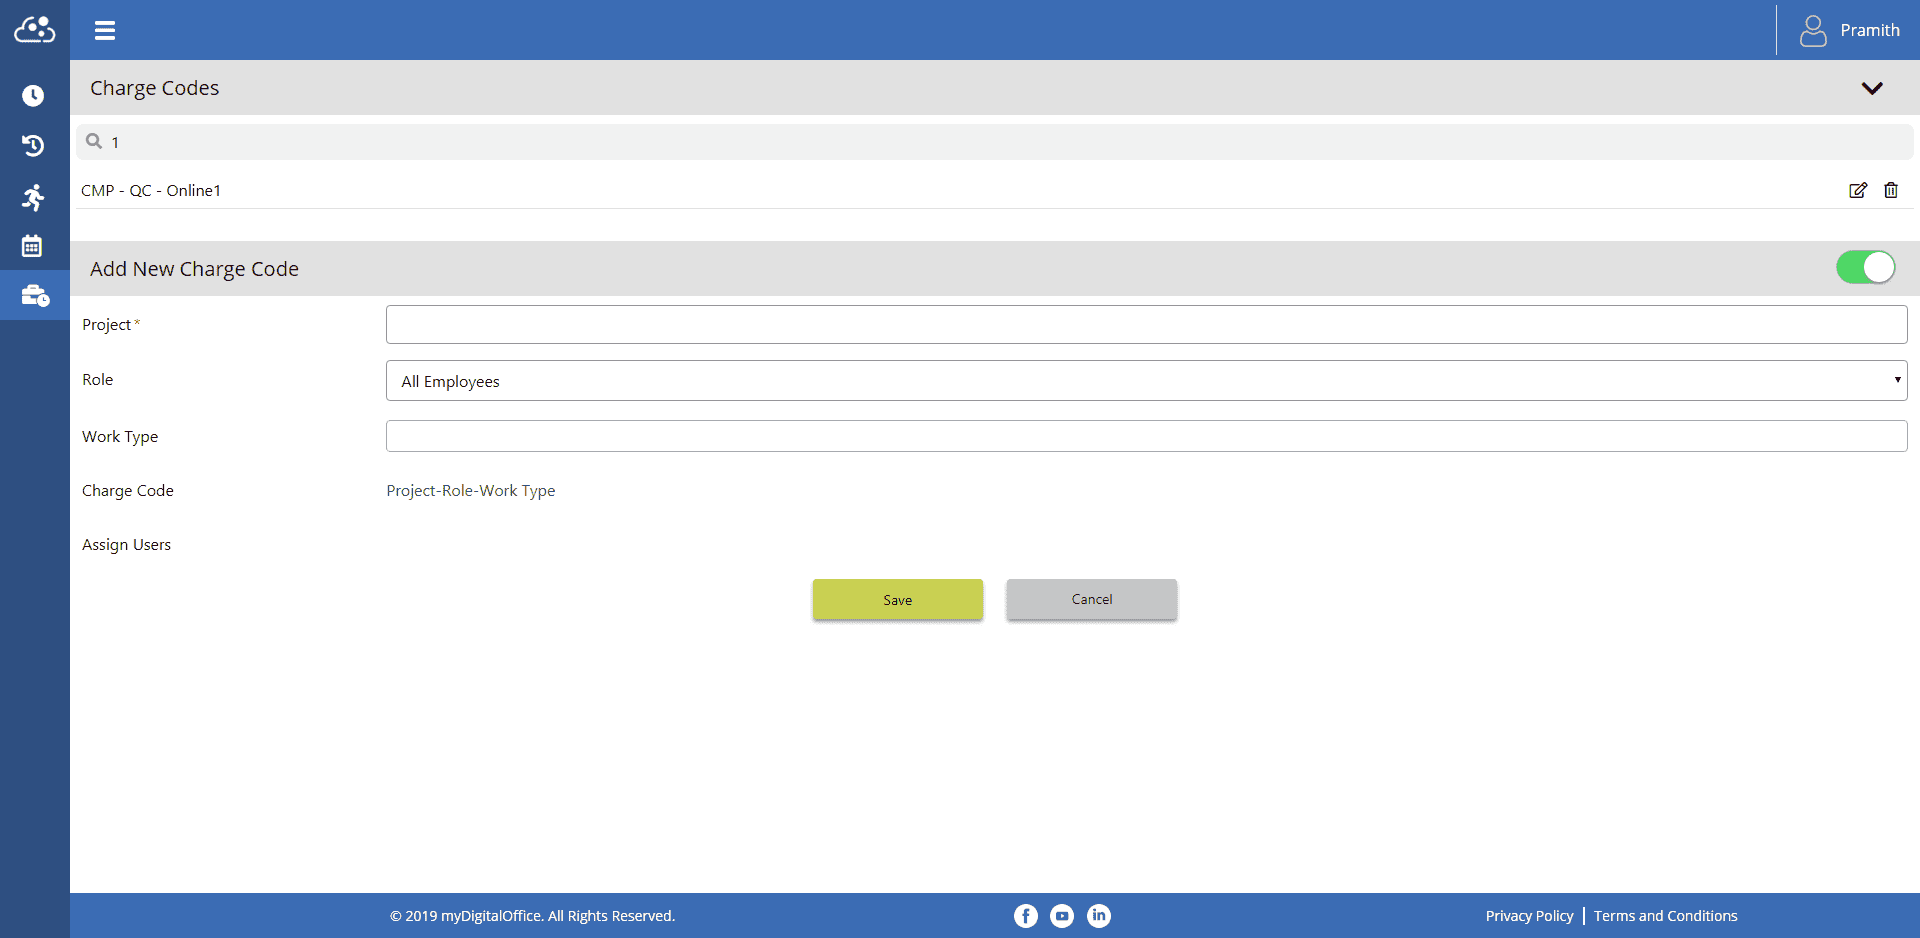 Pramith
Charge Codes
1
CMP - QC - Online1
Add New Charge Code
Project *
Role
All Employees
Work Type
Charge Code
Project-Role-Work Type
Assign Users
Save
Cancel
© 2019 myDigitalOffice. All Rights Reserved.
f
in
Privacy Policy | Terms and Conditions